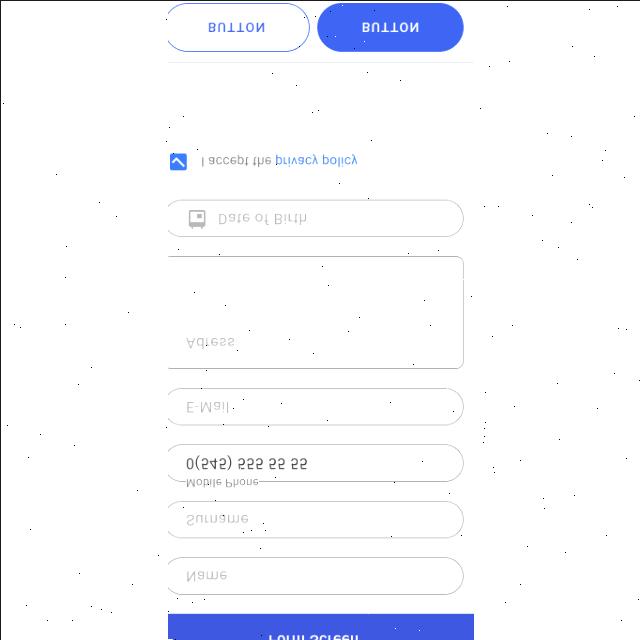 Form Screen
Name
Surname
Mobile Phone
0(545) 555 55 55
E-Mail
Adress
Date of Birth
I accept the privacy policy
BUTTON BUTTON